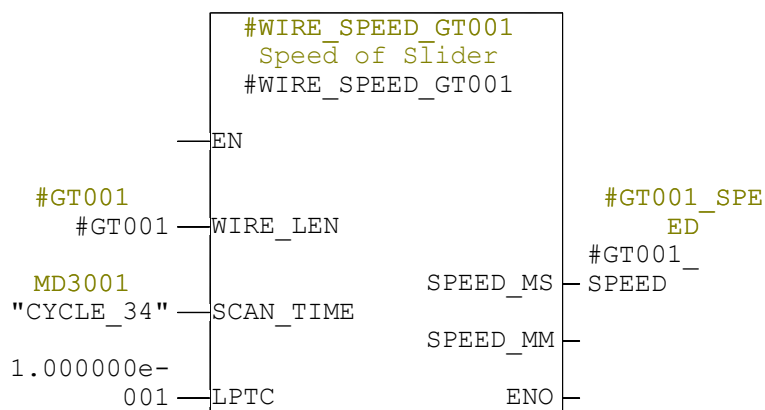 #WIRE_SPEED_GT001
Speed of Slider
#WIRE_SPEED_GT001
EN
#GT001
#GT001
WIRE_LEN
#GT001_SPE
ED
#GT001_
SPEED
SPEED_MS
MD3001
"CYCLE_34"
SCAN_TIME
SPEED_MM
1.000000e-
001
LPTC
ENO